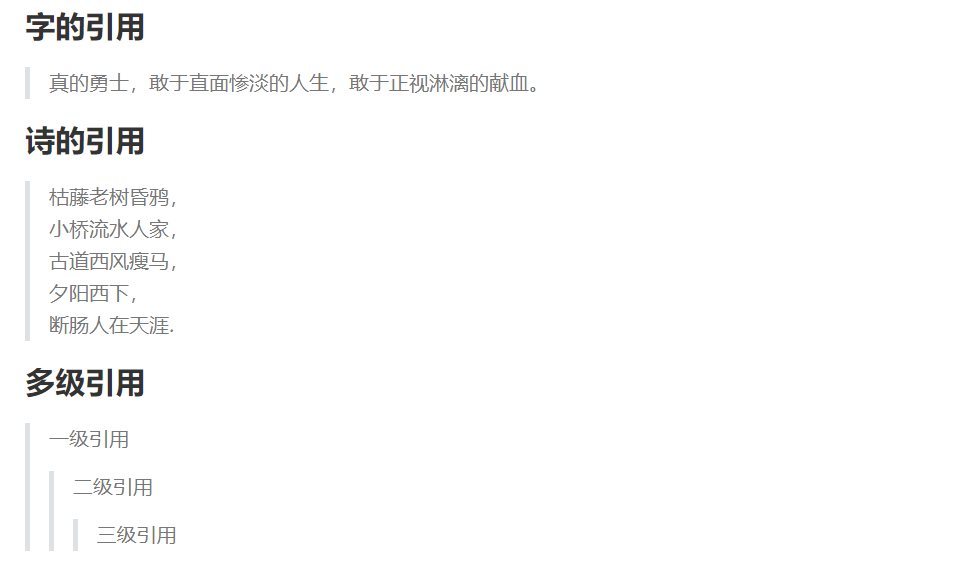 字的引用
真的勇士，敢于直面惨淡的人生，敢于正视淋漓的献血。
诗的引用
枯藤老树昏鸦，
小桥流水人家，
古道西风瘦马，
夕阳西下，
断肠人在天涯.
多级引用
一级引用
二级引用
三级引用